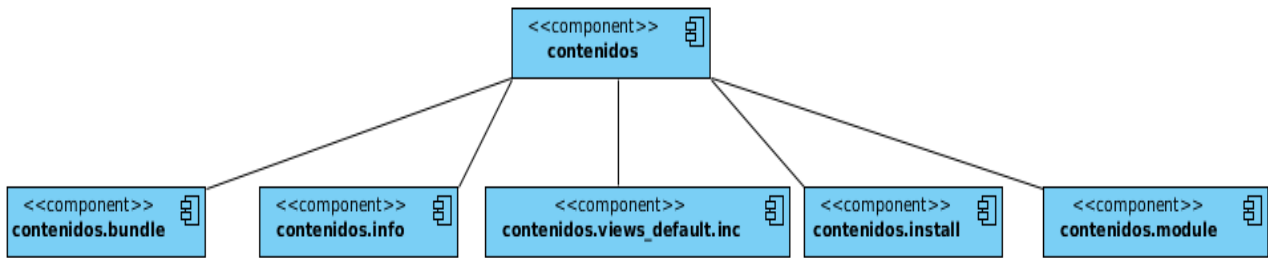 <<component>>
contenidos
<<component>>
contenidos.bundle
<<component>>
contenidos.info
<<component>>
contenidos.views_default.inc
<<component>>
contenidos.install
<<component>>
contenidos.module